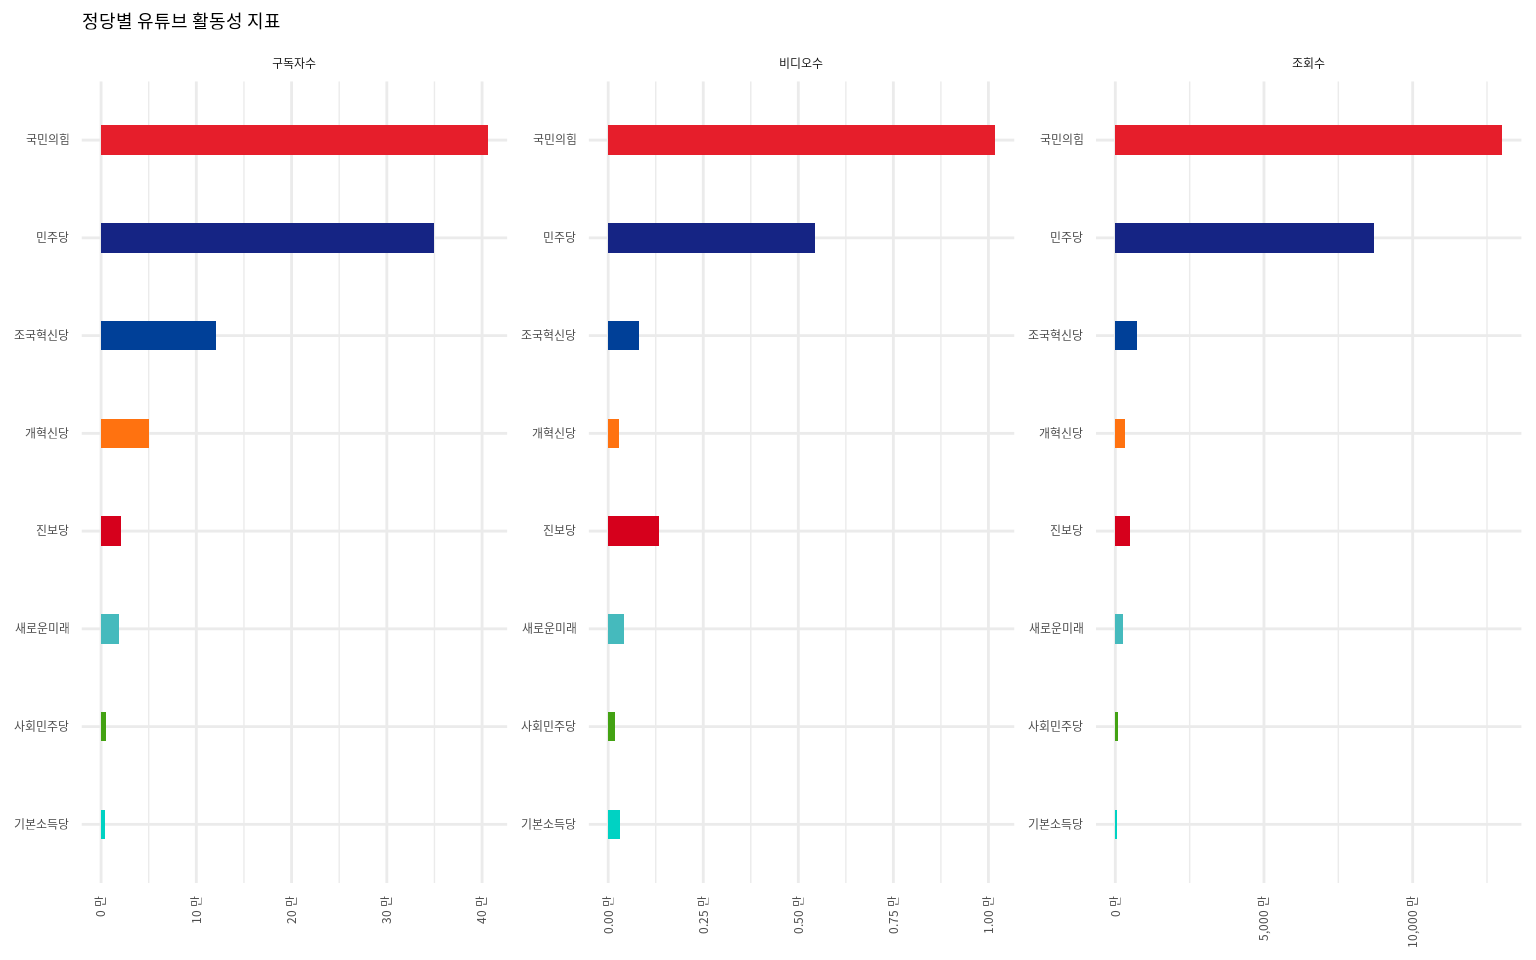 정당별 유튜브 활동성 지표
구독자수
국민의힘
민주당
조국혁신당
개혁신당
진보당
새로운미래
사회민주당
기본소득당
0 만
10 만
20 만
30 만
40 만
비디오수
국민의힘
민주당
조국혁신당
개혁신당
진보당
새로운미래
사회민주당
기본소득당
0.00 만
0.25 만
0.50 만
0.75 만
1.00 만
조회수
국민의힘
민주당
조국혁신당
개혁신당
진보당
새로운미래
사회민주당
기본소득당
0 만
5,000 만
10,000 만